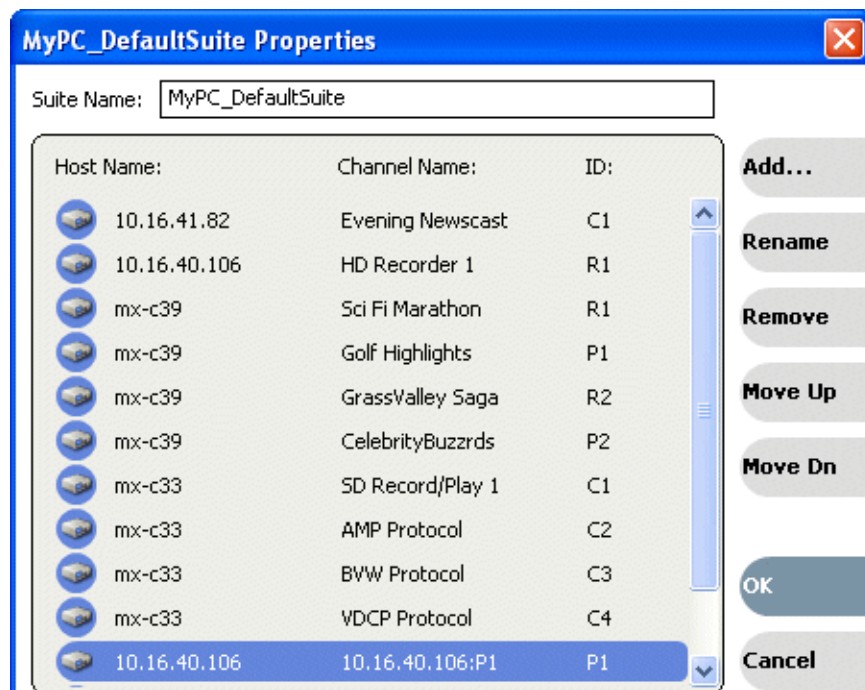 MyPC_DefaultSuite Properties
Suite Name: MyPC_DefaultSuite
Host Name: Channel Name: ID:
10.16.41.82 Evening Newscast C1
10.16.40.106 HD Recorder 1 R1
mx-c39 Sci Fi Marathon R1
mx-c39 Golf Highlights P1
mx-c39 GrassValley Saga R2
mx-c39 CelebrityBuzzrds P2
mx-c33 SD Record/Play 1 C1
mx-c33 AMP Protocol C2
mx-c33 BVW Protocol C3
mx-c33 VDCP Protocol C4
10.16.40.106 10.16.40.106:P1 P1
Add...
Rename
Remove
Move Up
Move Dn
OK
Cancel